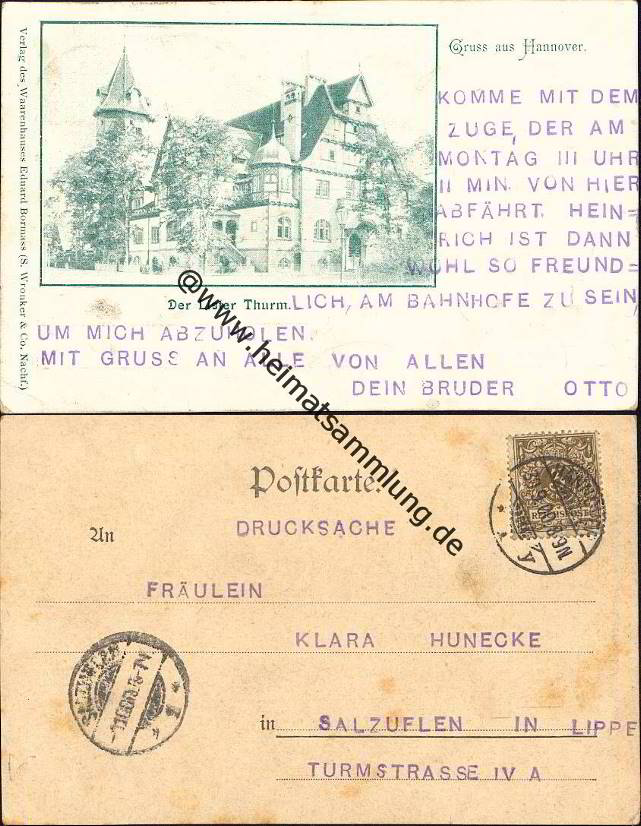 Gruss aus Hannover.
KOMME MIT DEM
ZUGE, DER AM
MONTAG III UHR
II MIN. VON HIER
ABFÄHRT. HEIN=
RICH IST DANN
WOHL SO FREUND=
Der Lister Thurm.
LICH, AM BAHNHOFE ZU SEIN,
UM MICH ABZUHOLEN.
MIT GRUSS AN ALLE VON ALLEN
DEIN BRUDER OTTO
Verlag des Waarenhauses Eduard Bormass (S. Wronker & Co. Nachf.)
@www.heimatsammlung.de
Postkarte.
An
DRUCKSACHE
FRÄULEIN
KLARA HUNECKE
in SALZUFLEN IN LIPPE
TURMSTRASSE IV A
REICHSPOST